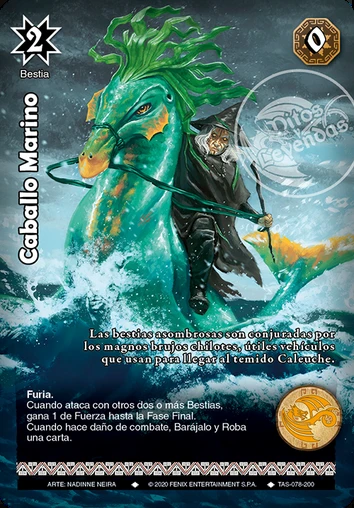 2
Bestia
0
Caballo Marino
Mitos
y
Leyendas
Las bestias asombrosas son conjuradas por
los magnos brujos chilotes, útiles vehículos
que usan para llegar al temido Caleuche.
Furia.
Cuando ataca con otros dos o más Bestias,
gana 1 de Fuerza hasta la Fase Final.
Cuando hace daño de combate, Barájalo y Roba
una carta.
ARTE: NADINNE NEIRA ◆ © 2020 FENIX ENTERTAINMENT S.P.A. ◆ TAS-078-200